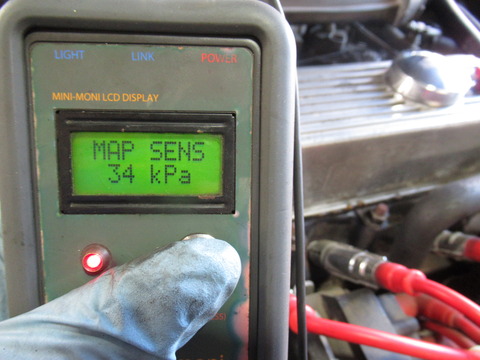 LIGHT LINK POWER
MINI-MONI LCD DISPLAY
MAP SENS
34 kPa